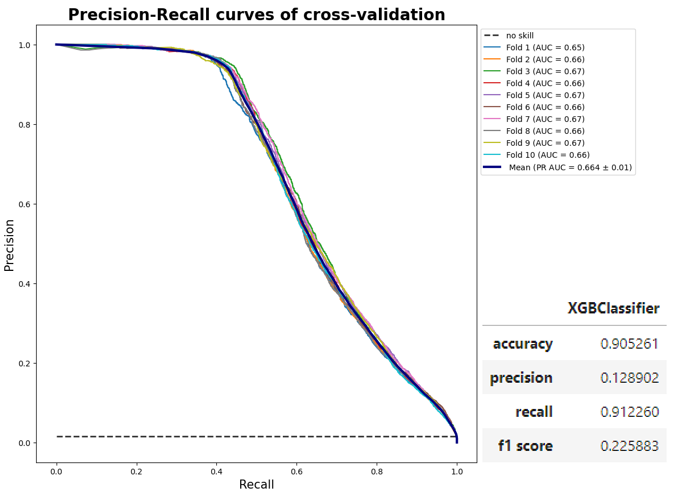 Precision-Recall curves of cross-validation
1.0
0.8
0.6
0.4
0.2
0.0
Precision
0.0 0.2 0.4 0.6 0.8 1.0
Recall
no skill
Fold 1 (AUC = 0.65)
Fold 2 (AUC = 0.66)
Fold 3 (AUC = 0.67)
Fold 4 (AUC = 0.66)
Fold 5 (AUC = 0.67)
Fold 6 (AUC = 0.66)
Fold 7 (AUC = 0.67)
Fold 8 (AUC = 0.66)
Fold 9 (AUC = 0.67)
Fold 10 (AUC = 0.66)
Mean (PR AUC = 0.664 ± 0.01)
XGBClassifier
accuracy 0.905261
precision 0.128902
recall 0.912260
f1 score 0.225883